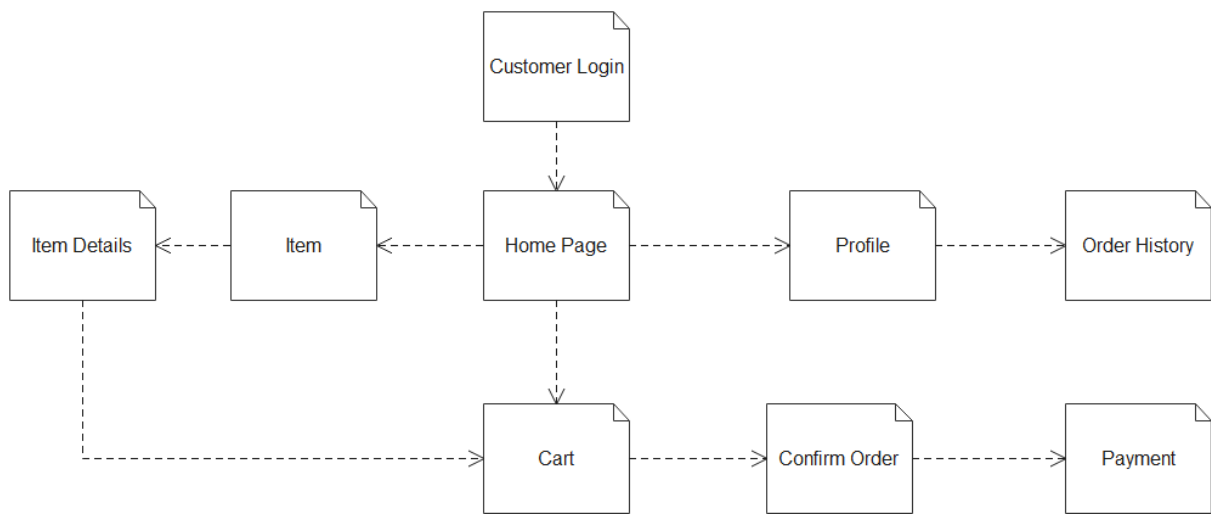 Customer Login
Item Details
Item
Home Page
Profile
Order History
Cart
Confirm Order
Payment